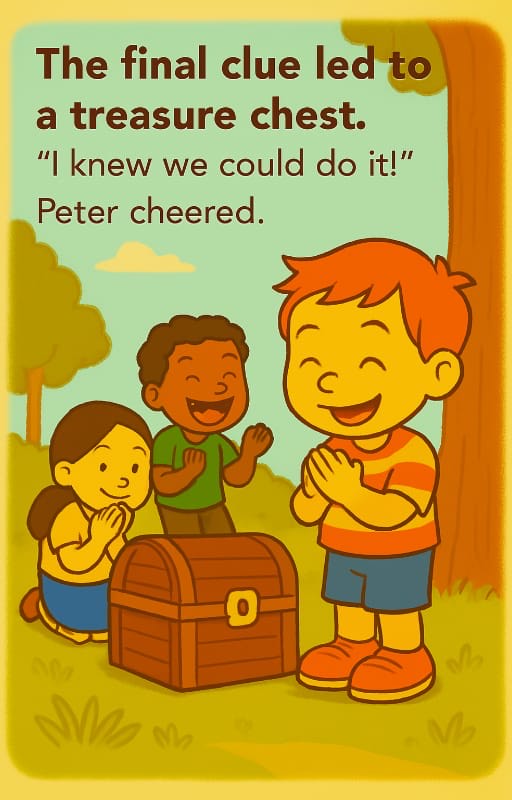 The final clue led to
a treasure chest.
“I knew we could do it!”
Peter cheered.